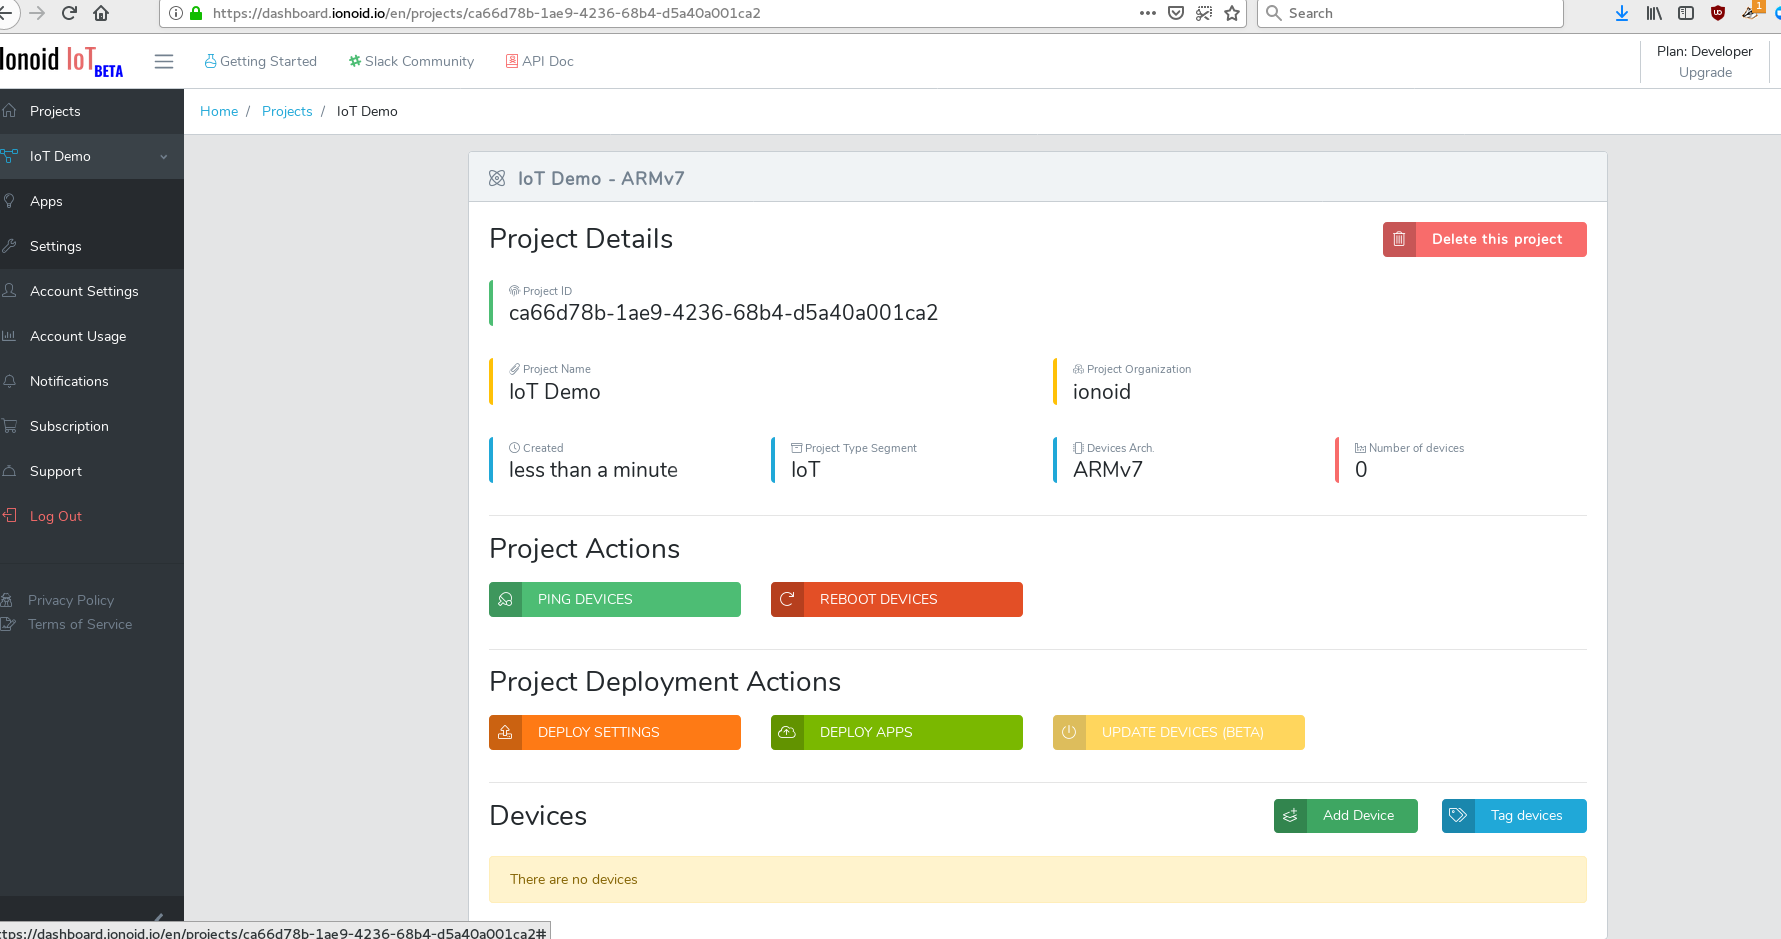 https://dashboard.ionoid.io/en/projects/ca66d78b-1ae9-4236-68b4-d5a40a001ca2
Search
1
Ionoid IoT BETA
Getting Started
Slack Community
API Doc
Plan: Developer
Upgrade
Projects
IoT Demo
Apps
Settings
Account Settings
Account Usage
Notifications
Subscription
Support
Log Out
Privacy Policy
Terms of Service
Home / Projects / IoT Demo
IoT Demo - ARMv7
Project Details
Delete this project
Project ID
ca66d78b-1ae9-4236-68b4-d5a40a001ca2
Project Name
IoT Demo
Project Organization
ionoid
Created
less than a minute
Project Type Segment
IoT
Devices Arch.
ARMv7
Number of devices
0
Project Actions
PING DEVICES
REBOOT DEVICES
Project Deployment Actions
DEPLOY SETTINGS
DEPLOY APPS
UPDATE DEVICES (BETA)
Devices
Add Device
Tag devices
There are no devices
ttps://dashboard.ionoid.io/en/projects/ca66d78b-1ae9-4236-68b4-d5a40a001ca2#